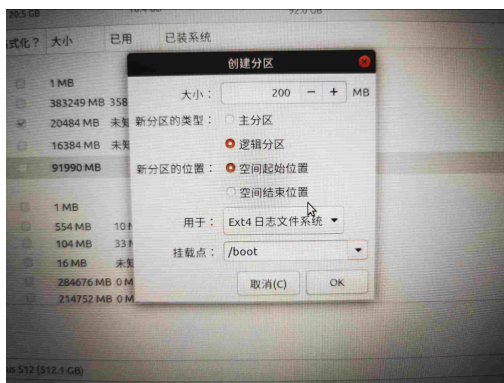 20.5 GB 92.0 GB
式化？ 大小 已用 已装系统
创建分区
1 MB
383249 MB 358
20484 MB 未知
16384 MB 未知
91990 MB
1 MB
554 MB 10 M
104 MB 33 M
16 MB 未知
284676 MB 0 M
214752 MB 0 M
大小： 200 － ＋ MB
新分区的类型： 主分区
逻辑分区
新分区的位置： 空间起始位置
空间结束位置
用于： Ext4 日志文件系统
挂载点： /boot
取消(C) OK
512 (512.1 GB)